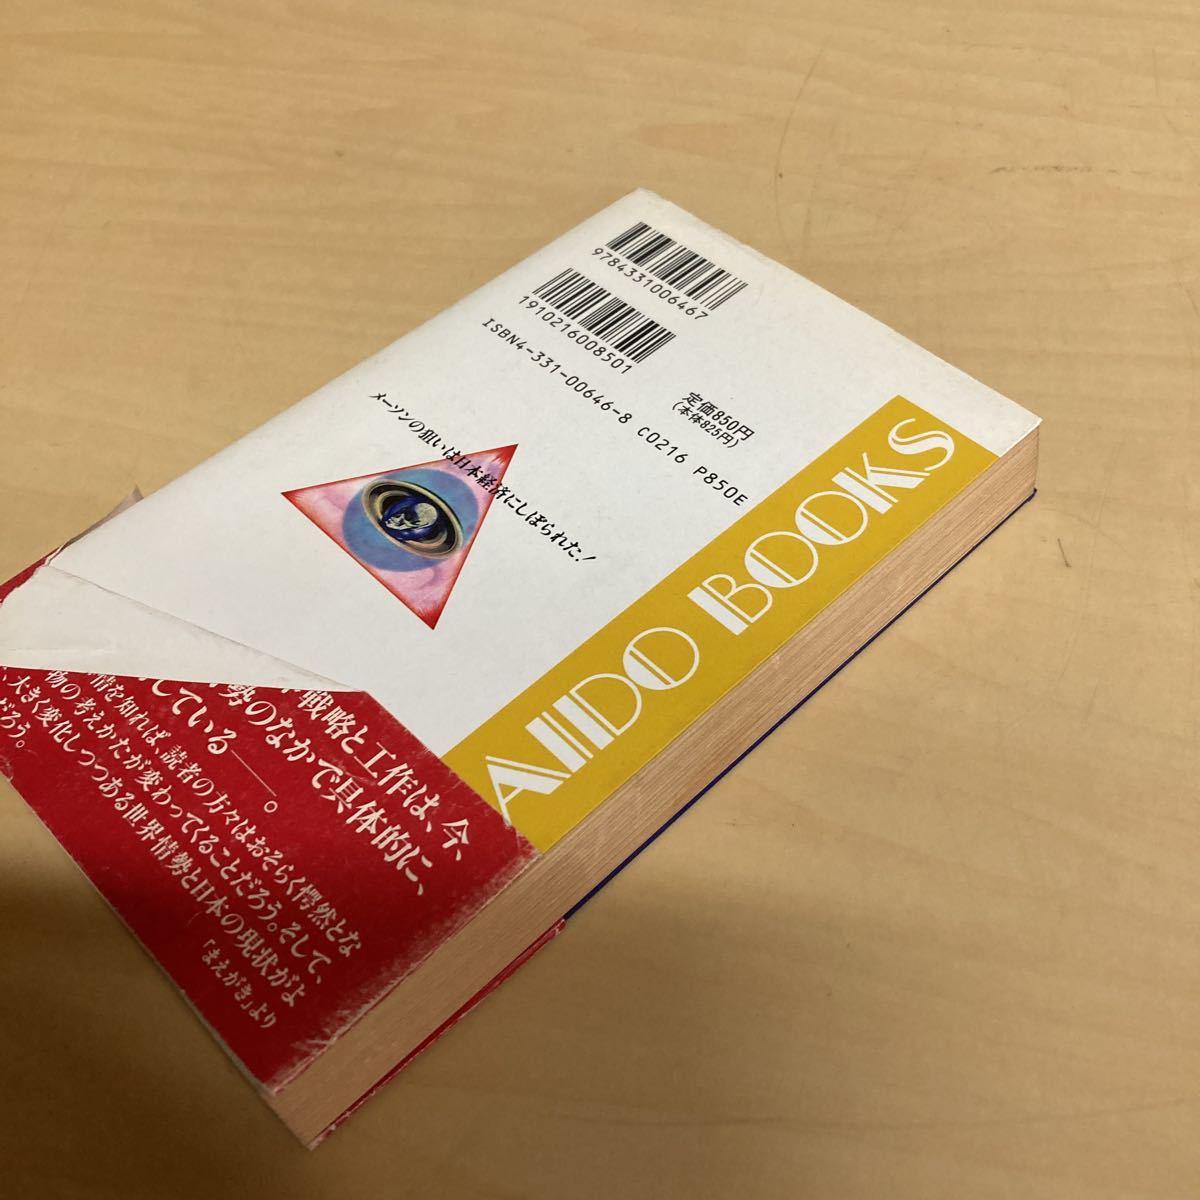 9784331006467
1910216008501
ISBN4-331-00646-8 C0216 P850E
定価850円
(本体825円)
メーソンの狙いは日本経済にしぼられた！
AIDO BOOKS
戦略と工作は、今、
勢のなかで具体的に、
している――。
情を知れば、読者の方々はおそらく愕然とな
物の考えかたが変わってくることだろう。そして、
、大きく変化しつつある世界情勢と日本の現状がよ
だろう。
「まえがき」より